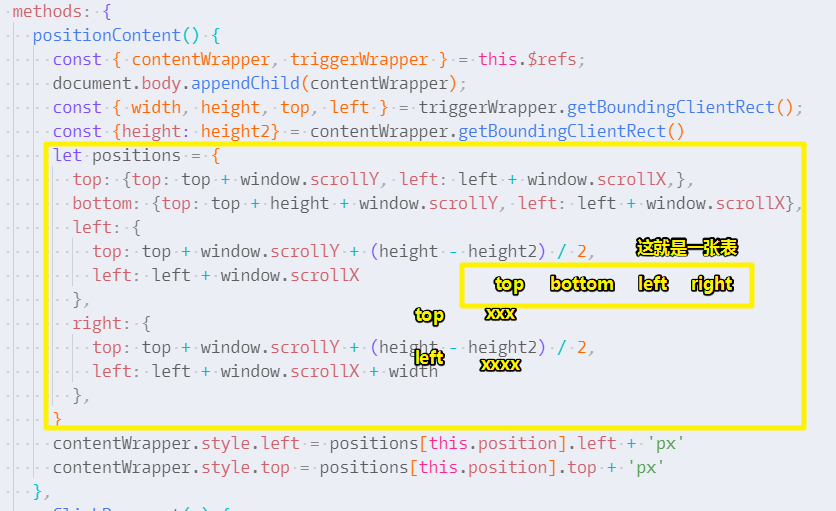 methods: {
positionContent() {
const { contentWrapper, triggerWrapper } = this.$refs;
document.body.appendChild(contentWrapper);
const { width, height, top, left } = triggerWrapper.getBoundingClientRect();
const {height: height2} = contentWrapper.getBoundingClientRect()
let positions = {
top: {top: top + window.scrollY, left: left + window.scrollX,},
bottom: {top: top + height + window.scrollY, left: left + window.scrollX},
left: {
top: top + window.scrollY + (height - height2) / 2,
这就是一张表
left: left + window.scrollX
top bottom left right
},
right: {
top xxx
top: top + window.scrollY + (height - height2) / 2,
left xxxx
left: left + window.scrollX + width
},
}
contentWrapper.style.left = positions[this.position].left + 'px'
contentWrapper.style.top = positions[this.position].top + 'px'
},